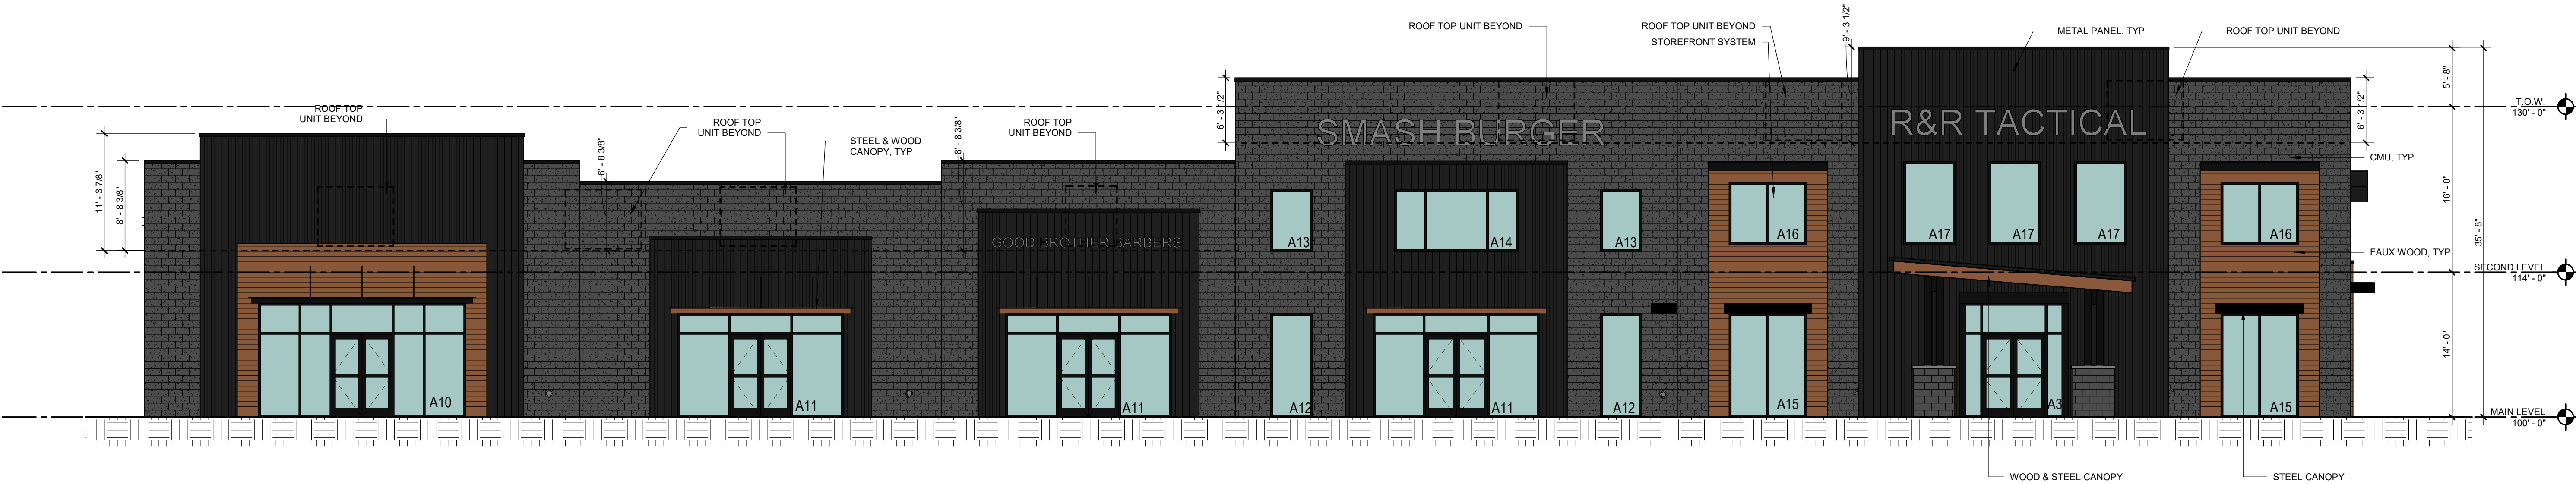 ROOF TOP UNIT BEYOND
ROOF TOP UNIT BEYOND
STOREFRONT SYSTEM
9' - 3 1/2"
METAL PANEL, TYP
ROOF TOP UNIT BEYOND
5' - 8"
T.O.W.
130' - 0"
ROOF TOP
UNIT BEYOND
ROOF TOP
UNIT BEYOND
STEEL & WOOD
CANOPY, TYP
ROOF TOP
UNIT BEYOND
6' - 3 1/2"
SMASH BURGER
R&R TACTICAL
6' - 3 1/2"
CMU, TYP
11' - 3 7/8"
8' - 8 3/8"
6' - 8 3/8"
8' - 8 3/8"
16' - 0"
35' - 8"
GOOD BROTHER BARBERS
A13
A14
A13
A16
A17
A17
A17
A16
FAUX WOOD, TYP
SECOND LEVEL
114' - 0"
14' - 0"
A10
A11
A11
A12
A11
A12
A15
A3
A15
MAIN LEVEL
100' - 0"
WOOD & STEEL CANOPY
STEEL CANOPY